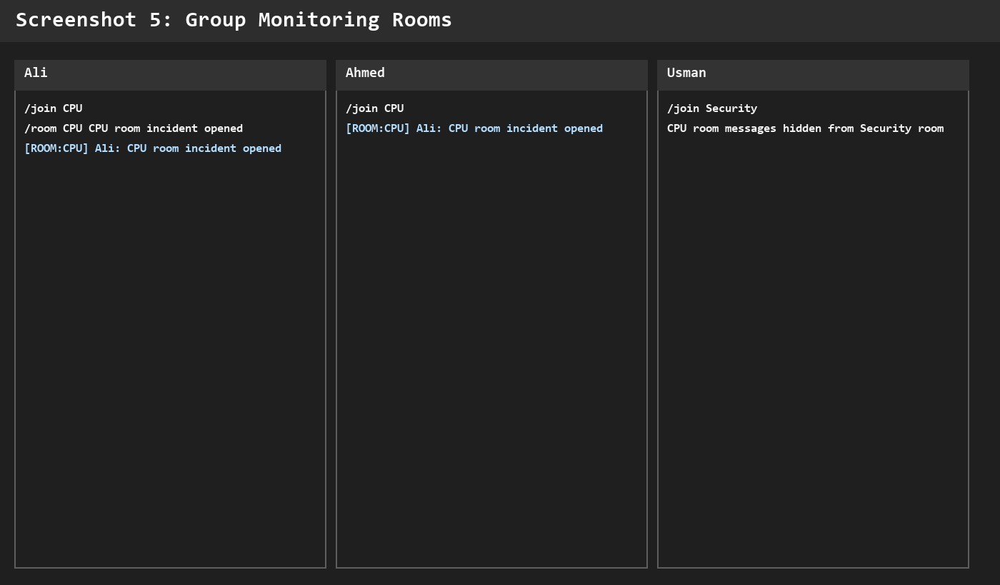 Screenshot 5: Group Monitoring Rooms
Ali
/join CPU
/room CPU CPU room incident opened
[ROOM:CPU] Ali: CPU room incident opened
Ahmed
/join CPU
[ROOM:CPU] Ali: CPU room incident opened
Usman
/join Security
CPU room messages hidden from Security room